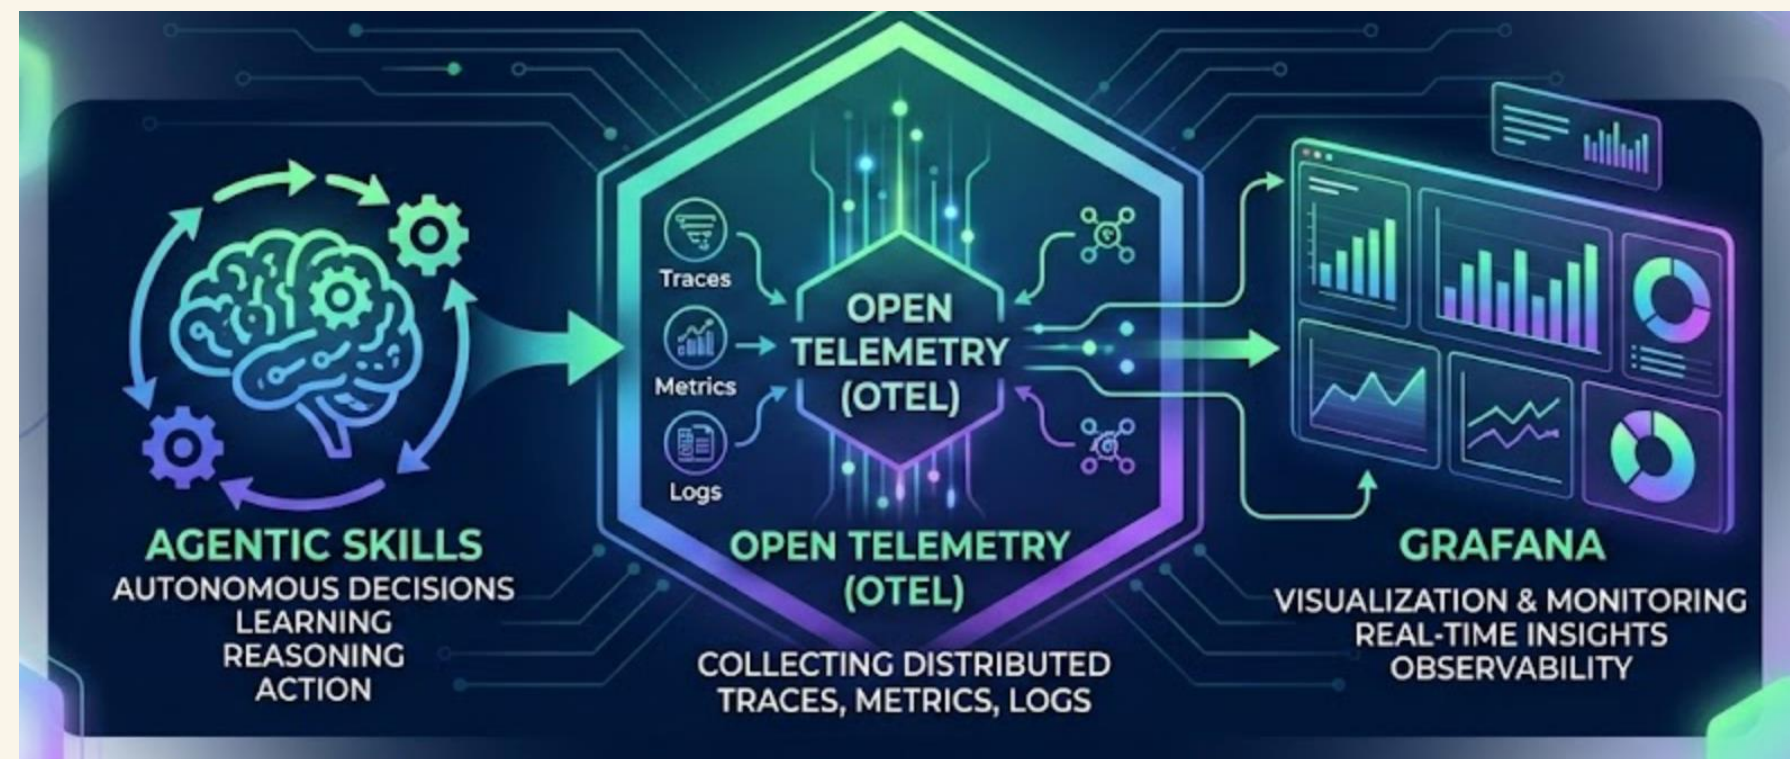 Traces
Metrics
Logs
OPEN
TELEMETRY
(OTEL)
AGENTIC SKILLS
AUTONOMOUS DECISIONS
LEARNING
REASONING
ACTION
OPEN TELEMETRY
(OTEL)
COLLECTING DISTRIBUTED
TRACES, METRICS, LOGS
GRAFANA
VISUALIZATION & MONITORING
REAL-TIME INSIGHTS
OBSERVABILITY